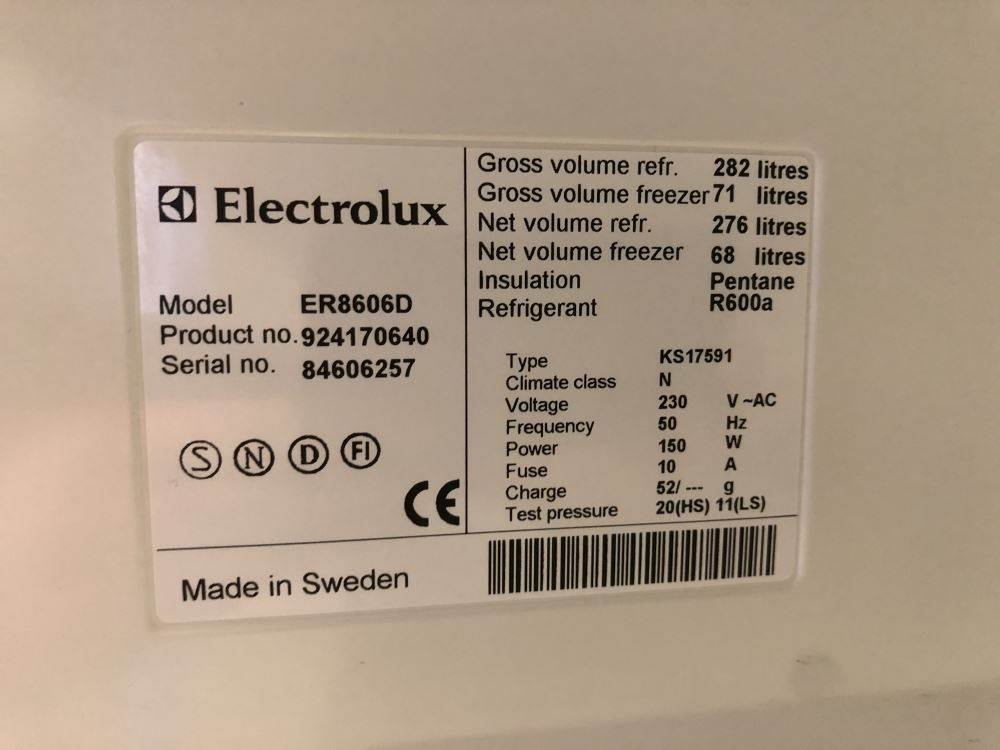 Electrolux
Model ER8606D
Product no. 924170640
Serial no. 84606257
S N D FI
CE
Made in Sweden
Gross volume refr. 282 litres
Gross volume freezer 71 litres
Net volume refr. 276 litres
Net volume freezer 68 litres
Insulation Pentane
Refrigerant R600a
Type KS17591
Climate class N
Voltage 230 V ~AC
Frequency 50 Hz
Power 150 W
Fuse 10 A
Charge 52/ --- g
Test pressure 20(HS) 11(LS)